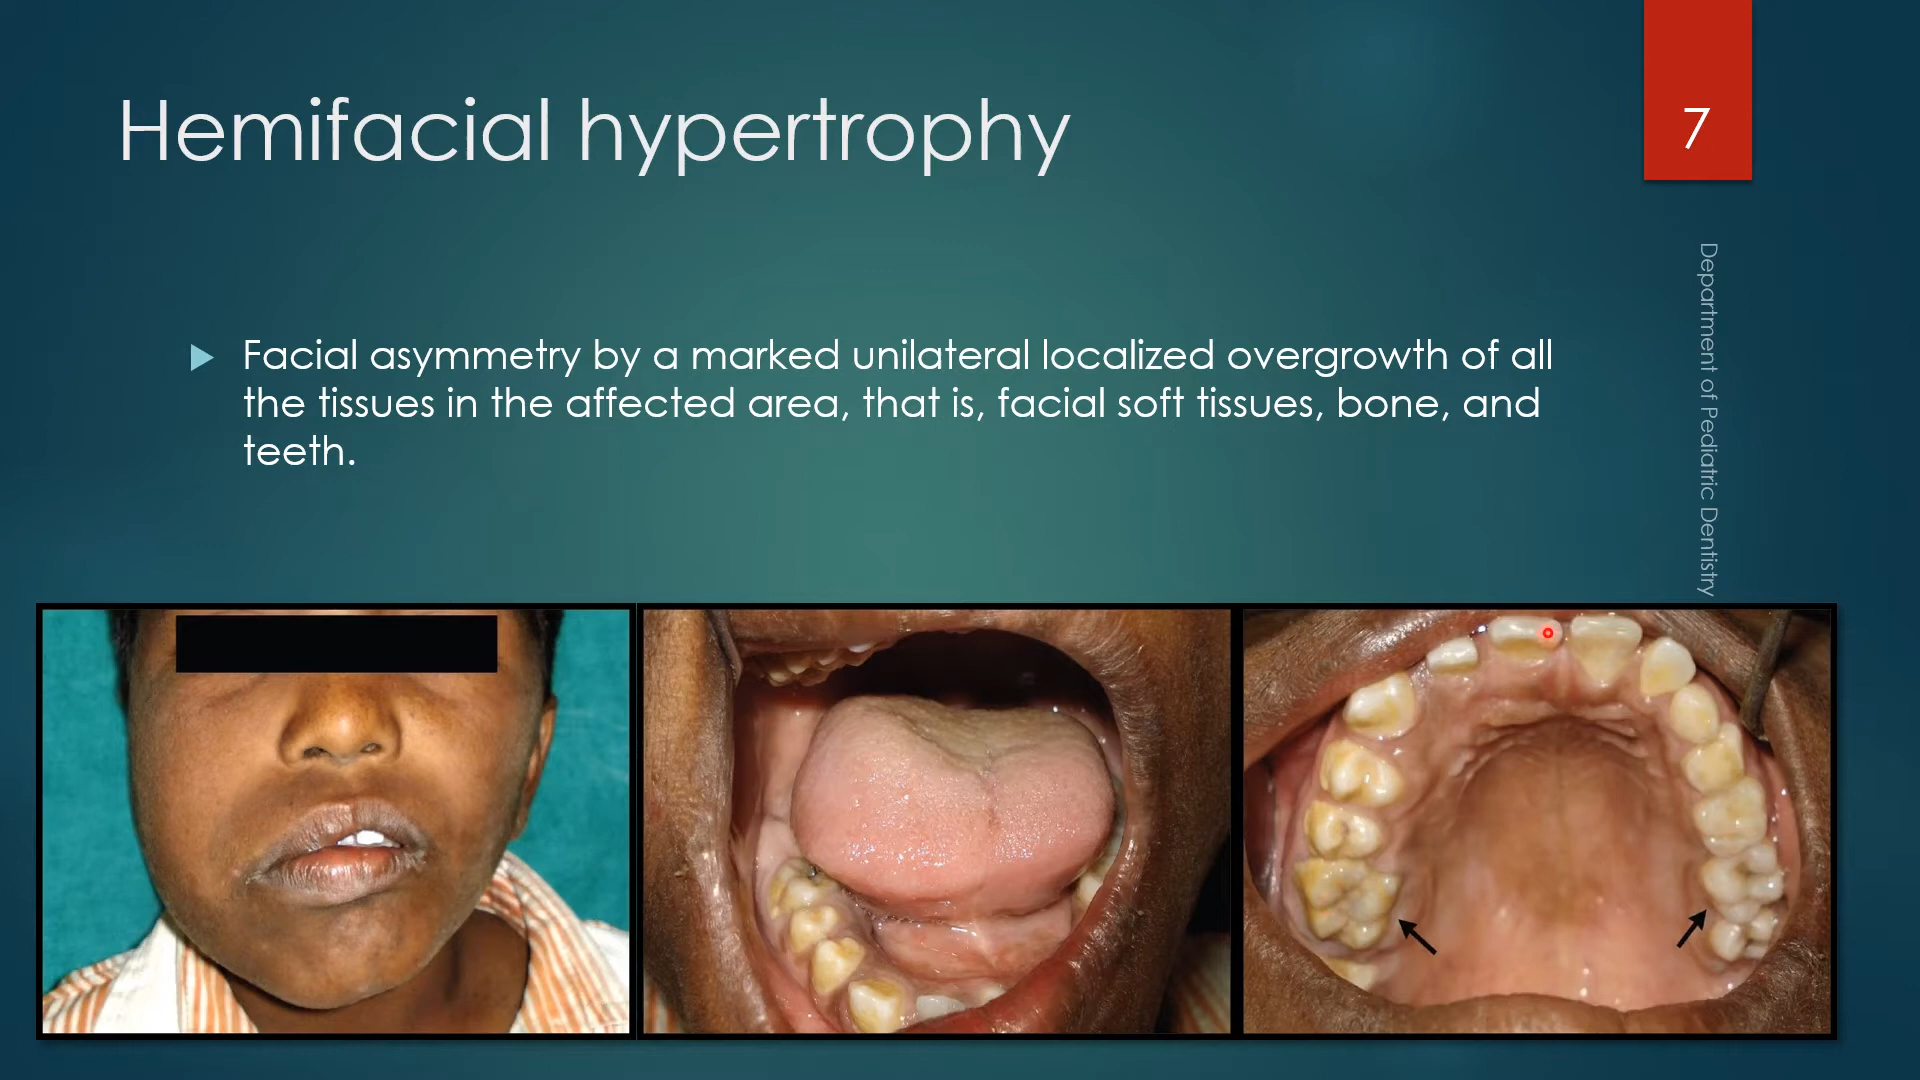 Hemifacial hypertrophy
7
Facial asymmetry by a marked unilateral localized overgrowth of all
the tissues in the affected area, that is, facial soft tissues, bone, and
teeth.
Department of Pediatric Dentistry